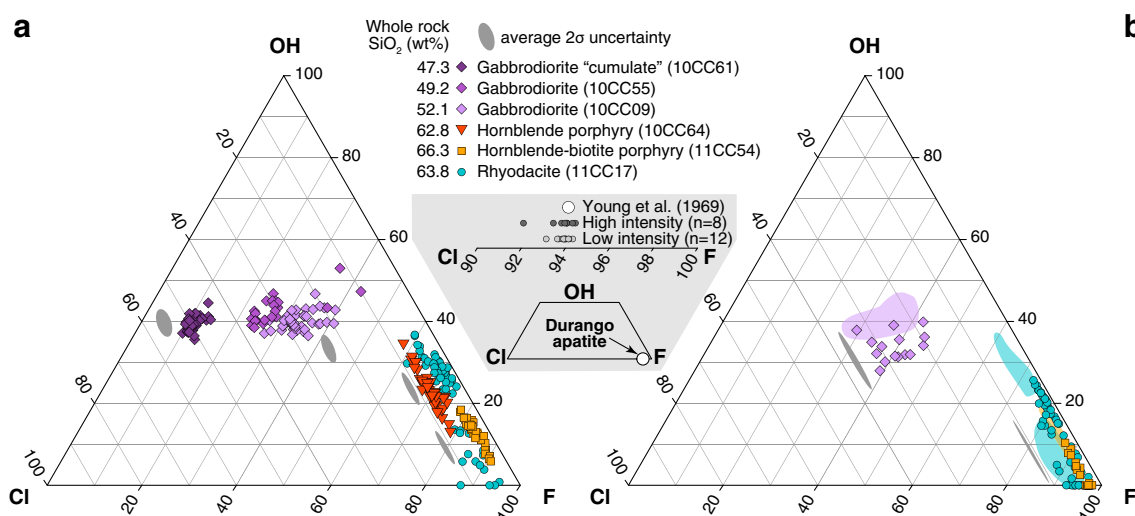 a
b
Whole rock
SiO2 (wt%)
average 2σ uncertainty
47.3 Gabbrodiorite “cumulate” (10CC61)
49.2 Gabbrodiorite (10CC55)
52.1 Gabbrodiorite (10CC09)
62.8 Hornblende porphyry (10CC64)
66.3 Hornblende-biotite porphyry (11CC54)
63.8 Rhyodacite (11CC17)
OH
100
80
60
40
20
20
40
60
80
100
Cl
20
40
60
80
100
F
Young et al. (1969)
High intensity (n=8)
Low intensity (n=12)
Cl
90
92
94
96
98
100
F
OH
Durango
apatite
Cl
F
OH
100
80
60
40
20
20
40
60
80
100
Cl
20
40
60
80
100
F